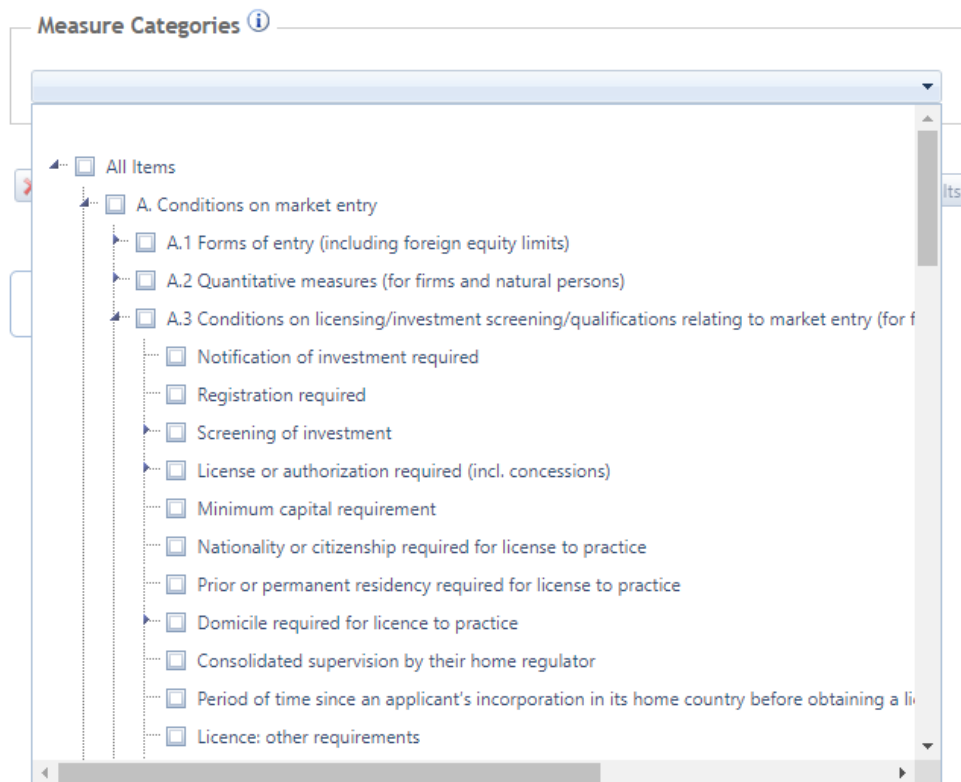 Measure Categories
All Items
A. Conditions on market entry
A.1 Forms of entry (including foreign equity limits)
A.2 Quantitative measures (for firms and natural persons)
A.3 Conditions on licensing/investment screening/qualifications relating to market entry (for f
lts
Notification of investment required
Registration required
Screening of investment
License or authorization required (incl. concessions)
Minimum capital requirement
Nationality or citizenship required for license to practice
Prior or permanent residency required for license to practice
Domicile required for licence to practice
Consolidated supervision by their home regulator
Period of time since an applicant's incorporation in its home country before obtaining a li
Licence: other requirements